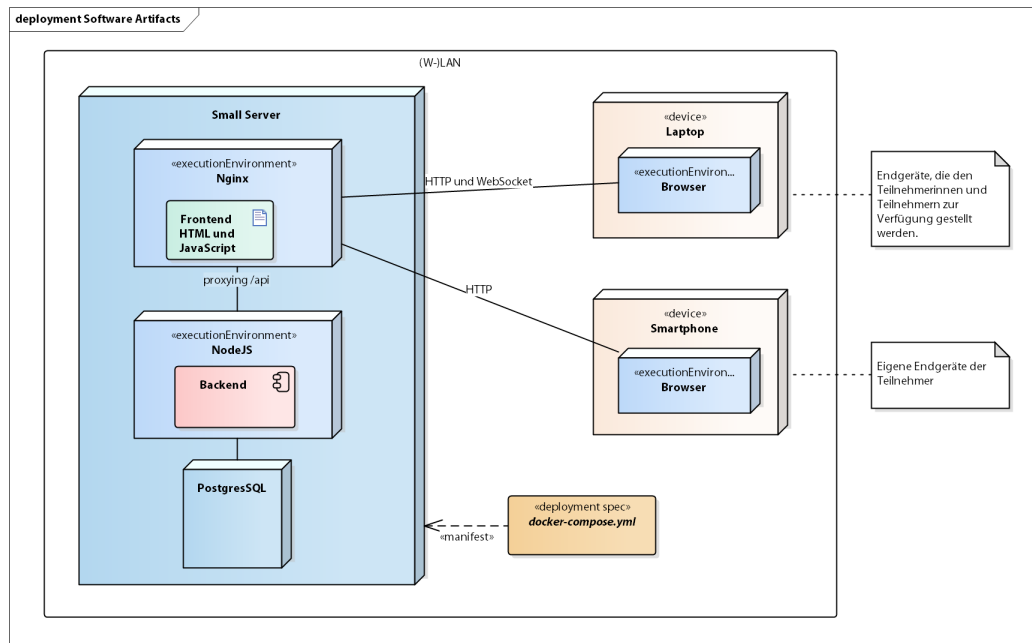 deployment Software Artifacts
(W-)LAN
Small Server
«executionEnvironment»
Nginx
Frontend
HTML und
JavaScript
proxying /api
«executionEnvironment»
NodeJS
Backend
PostgresSQL
HTTP und WebSocket
HTTP
«device»
Laptop
«executionEnviron...
Browser
«device»
Smartphone
«executionEnviron...
Browser
Endgeräte, die den
Teilnehmerinnen und
Teilnehmern zur
Verfügung gestellt
werden.
Eigene Endgeräte der
Teilnehmer
«deployment spec»
docker-compose.yml
«manifest»